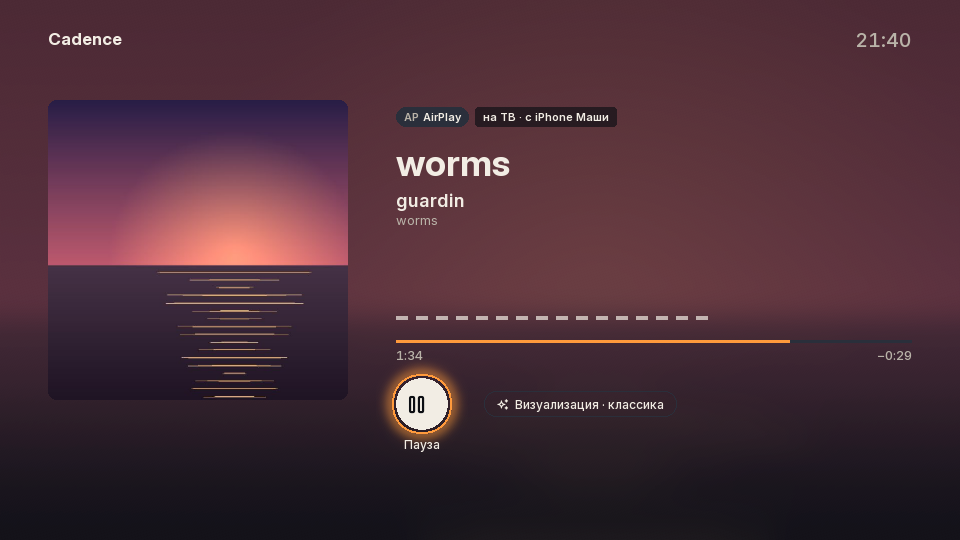 Cadence
21:40
AP AirPlay
на ТВ · с iPhone Маши
worms
guardin
worms
1:34
−0:29
Визуализация · классика
Пауза